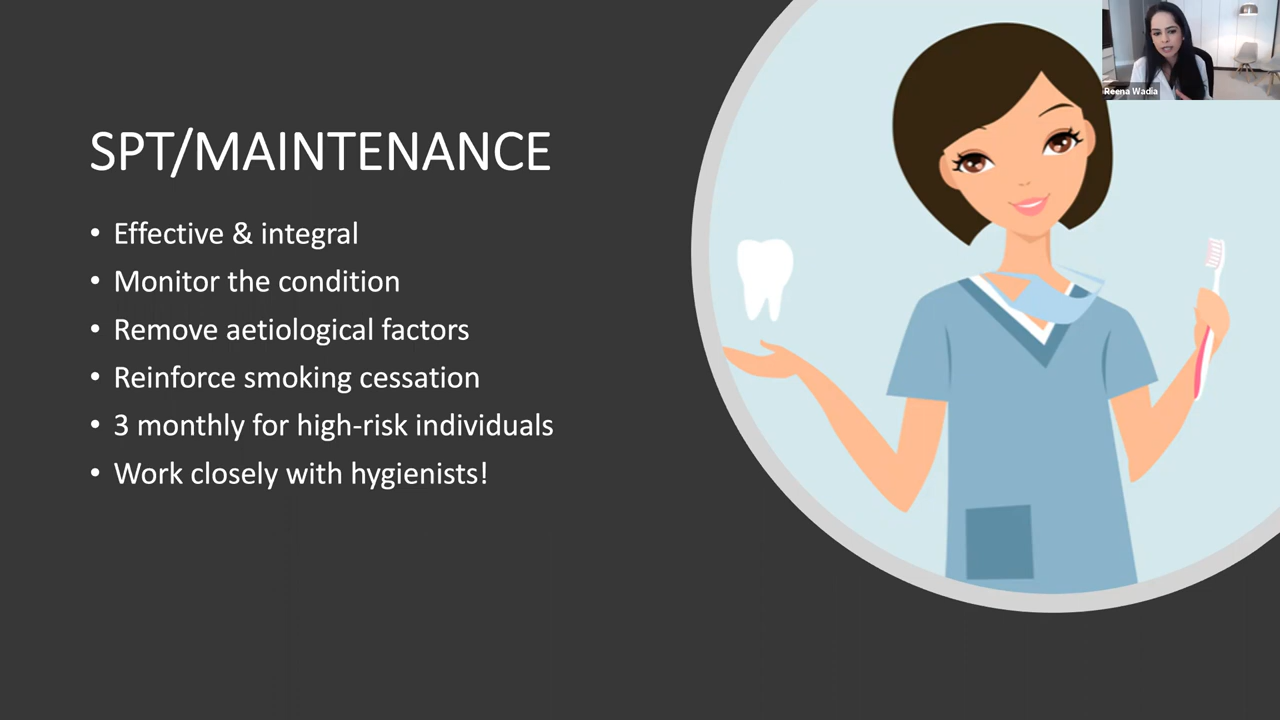 SPT/MAINTENANCE
• Effective & integral
• Monitor the condition
• Remove aetiological factors
• Reinforce smoking cessation
• 3 monthly for high-risk individuals
• Work closely with hygienists!
Reena Wadia